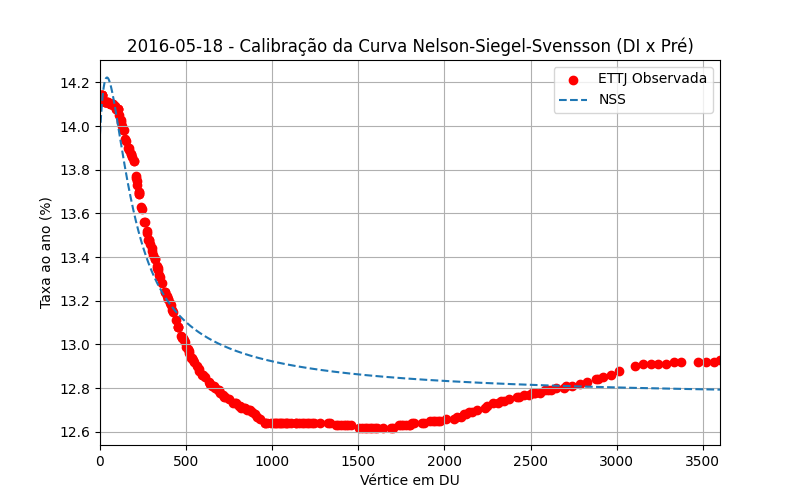 2016-05-18 - Calibração da Curva Nelson-Siegel-Svensson (DI x Pré)
ETTJ Observada
NSS
Taxa ao ano (%)
14.2
14.0
13.8
13.6
13.4
13.2
13.0
12.8
12.6
0 500 1000 1500 2000 2500 3000 3500
Vértice em DU